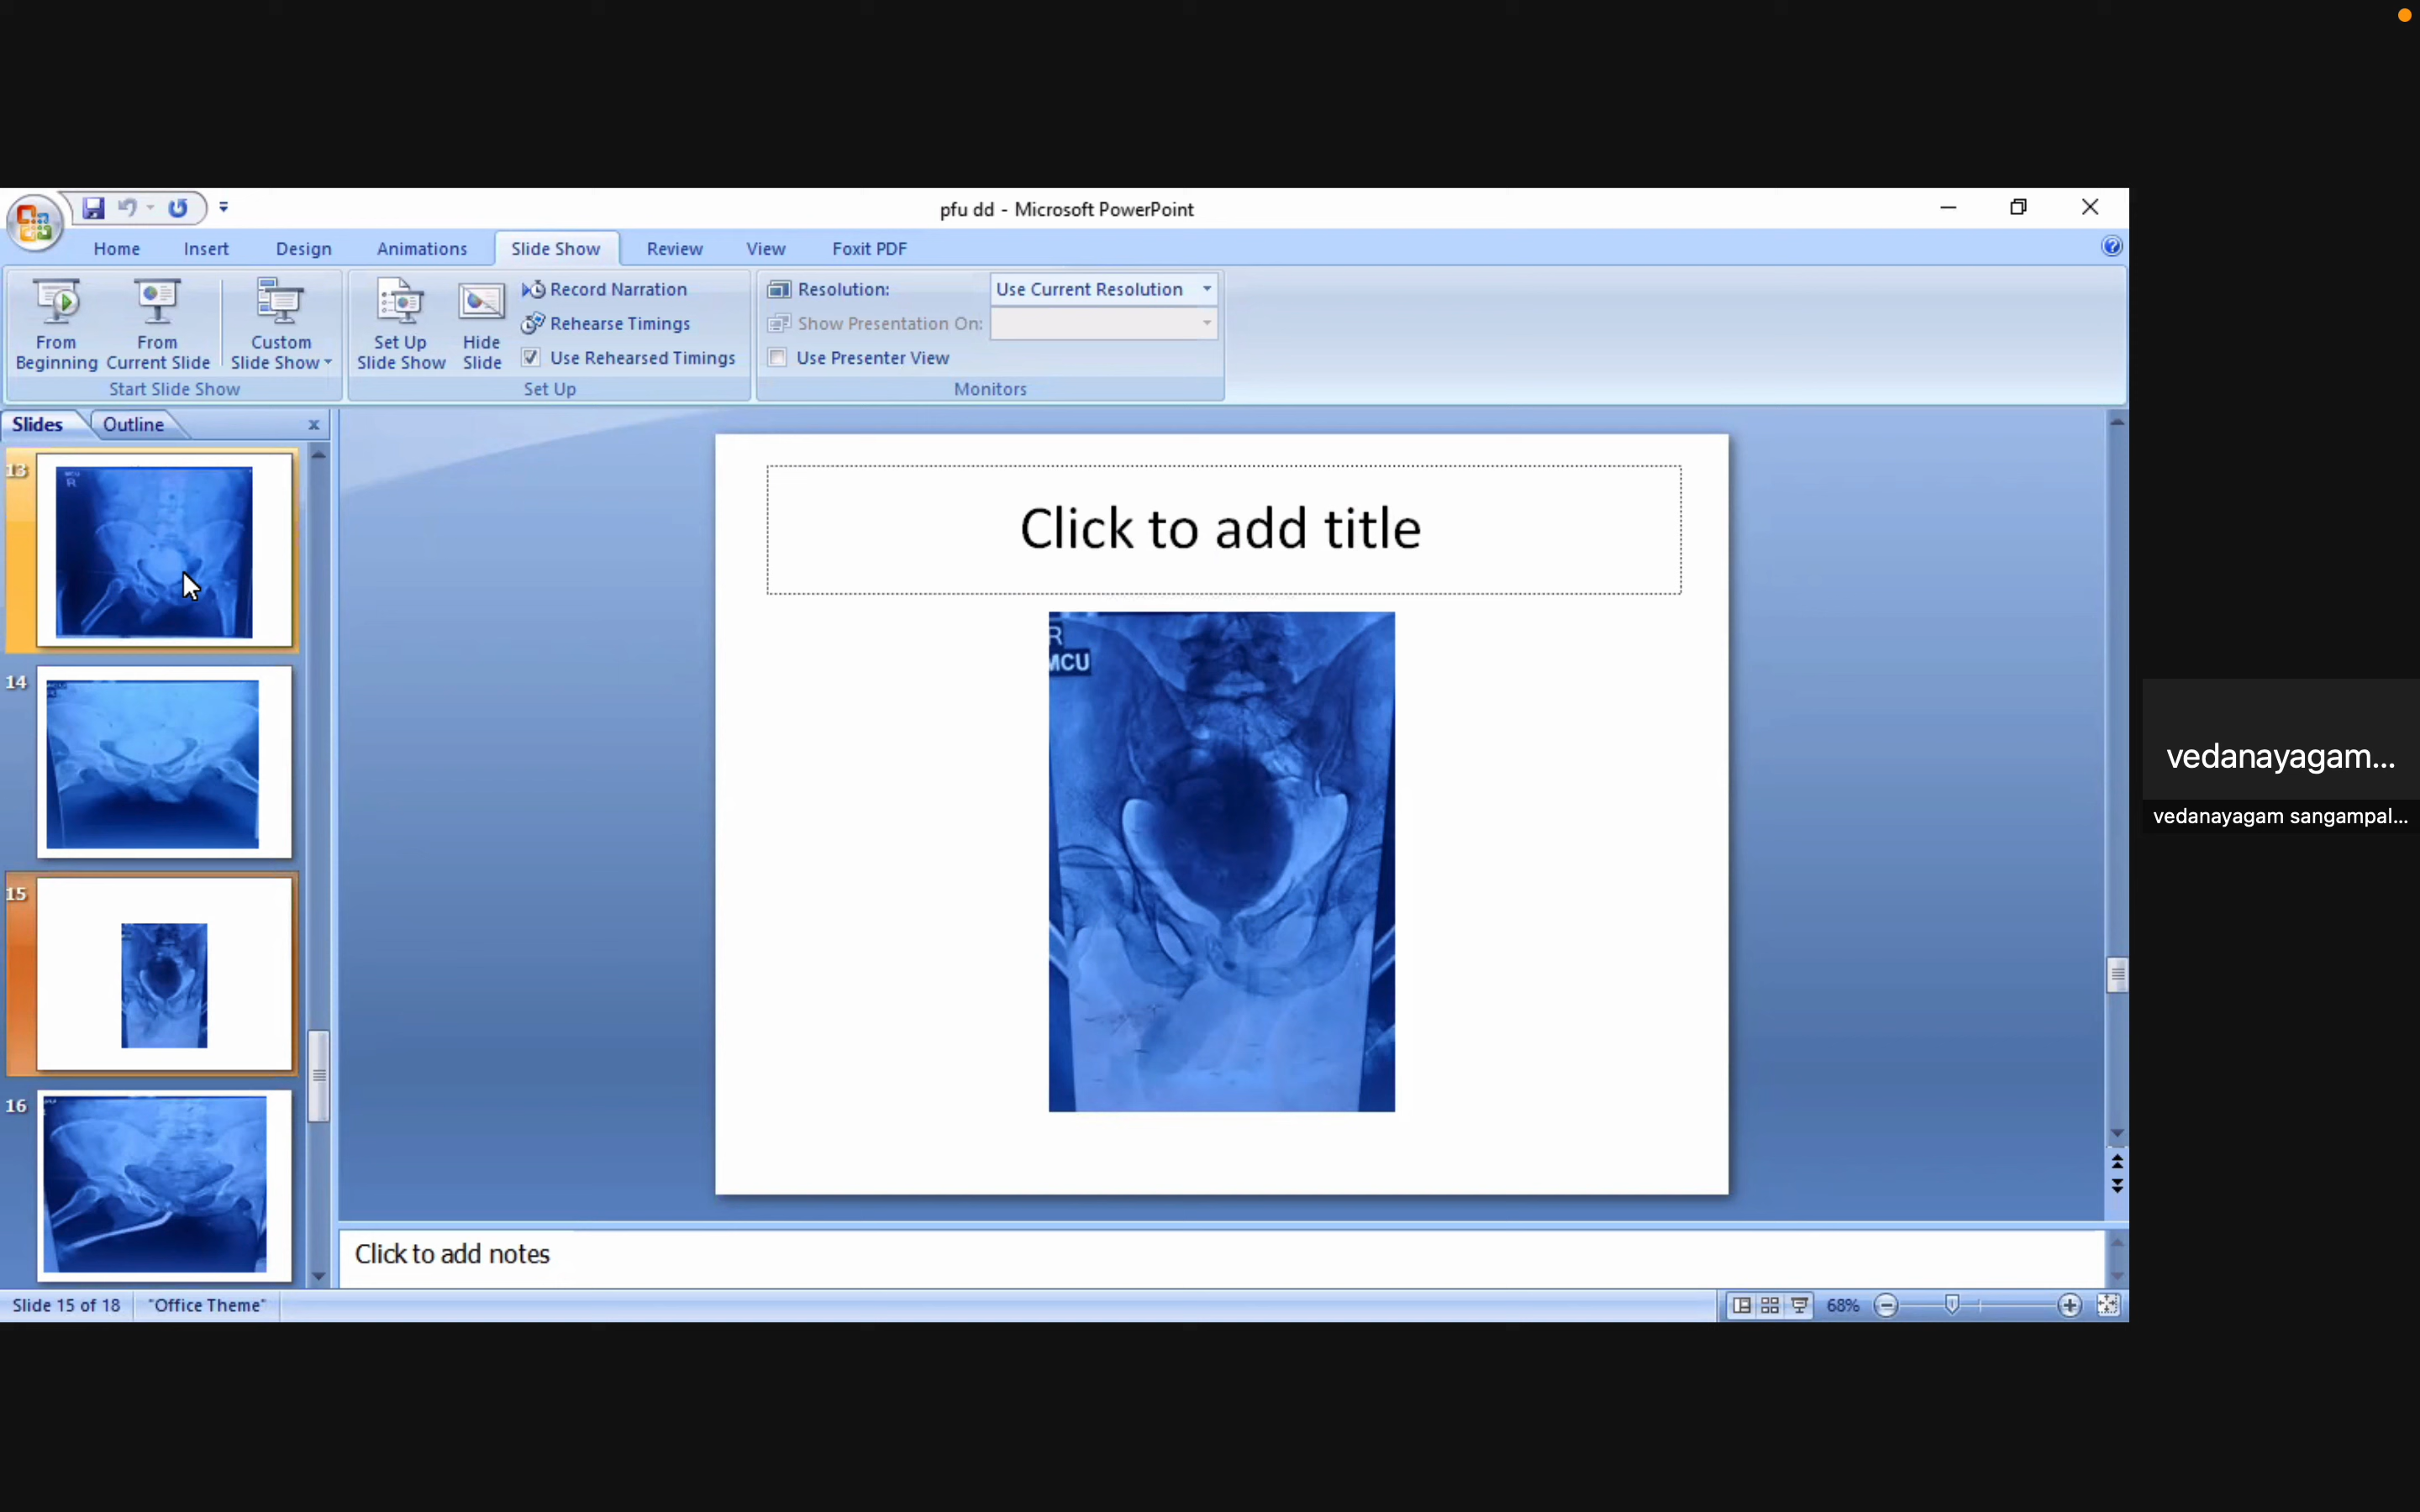 pfu dd - Microsoft PowerPoint
Home Insert Design Animations Slide Show Review View Foxit PDF
From Beginning
From Current Slide
Custom Slide Show
Start Slide Show
Set Up Slide Show
Hide Slide
Record Narration
Rehearse Timings
Use Rehearsed Timings
Set Up
Resolution: Use Current Resolution
Show Presentation On:
Use Presenter View
Monitors
Slides Outline
13
MCU
R
14
15
16
Click to add title
R
MCU
Click to add notes
Slide 15 of 18 "Office Theme" 68%
vedanayagam...
vedanayagam sangampal...